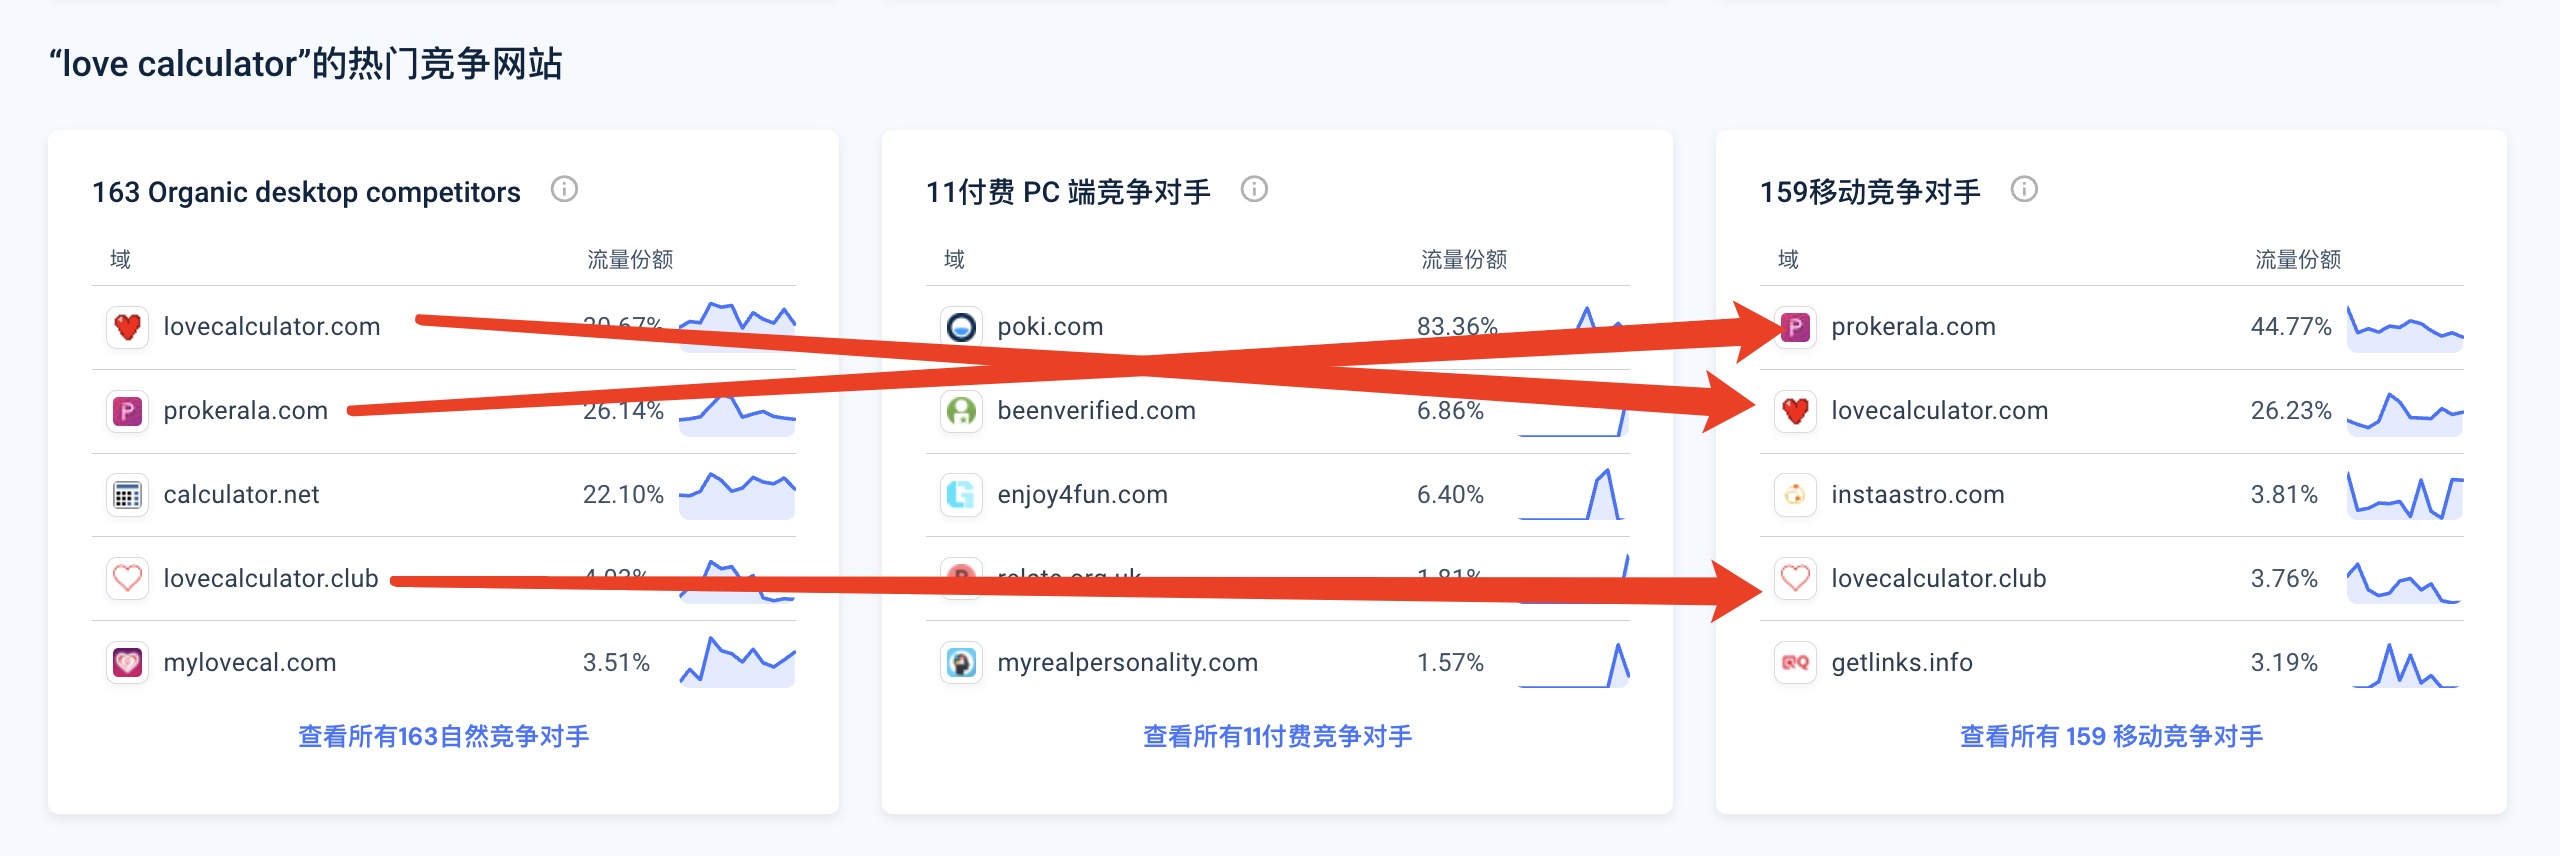 “love calculator”的热门竞争网站
163 Organic desktop competitors
域 流量份额
lovecalculator.com
prokerala.com 26.14%
calculator.net 22.10%
lovecalculator.club
mylovecal.com 3.51%
查看所有163自然竞争对手
11付费 PC 端竞争对手
域 流量份额
poki.com 83.36%
beenverified.com 6.86%
enjoy4fun.com 6.40%
relate.org.uk 1.81%
myrealpersonality.com 1.57%
查看所有11付费竞争对手
159移动竞争对手
域 流量份额
prokerala.com 44.77%
lovecalculator.com 26.23%
instaastro.com 3.81%
lovecalculator.club 3.76%
getlinks.info 3.19%
查看所有 159 移动竞争对手